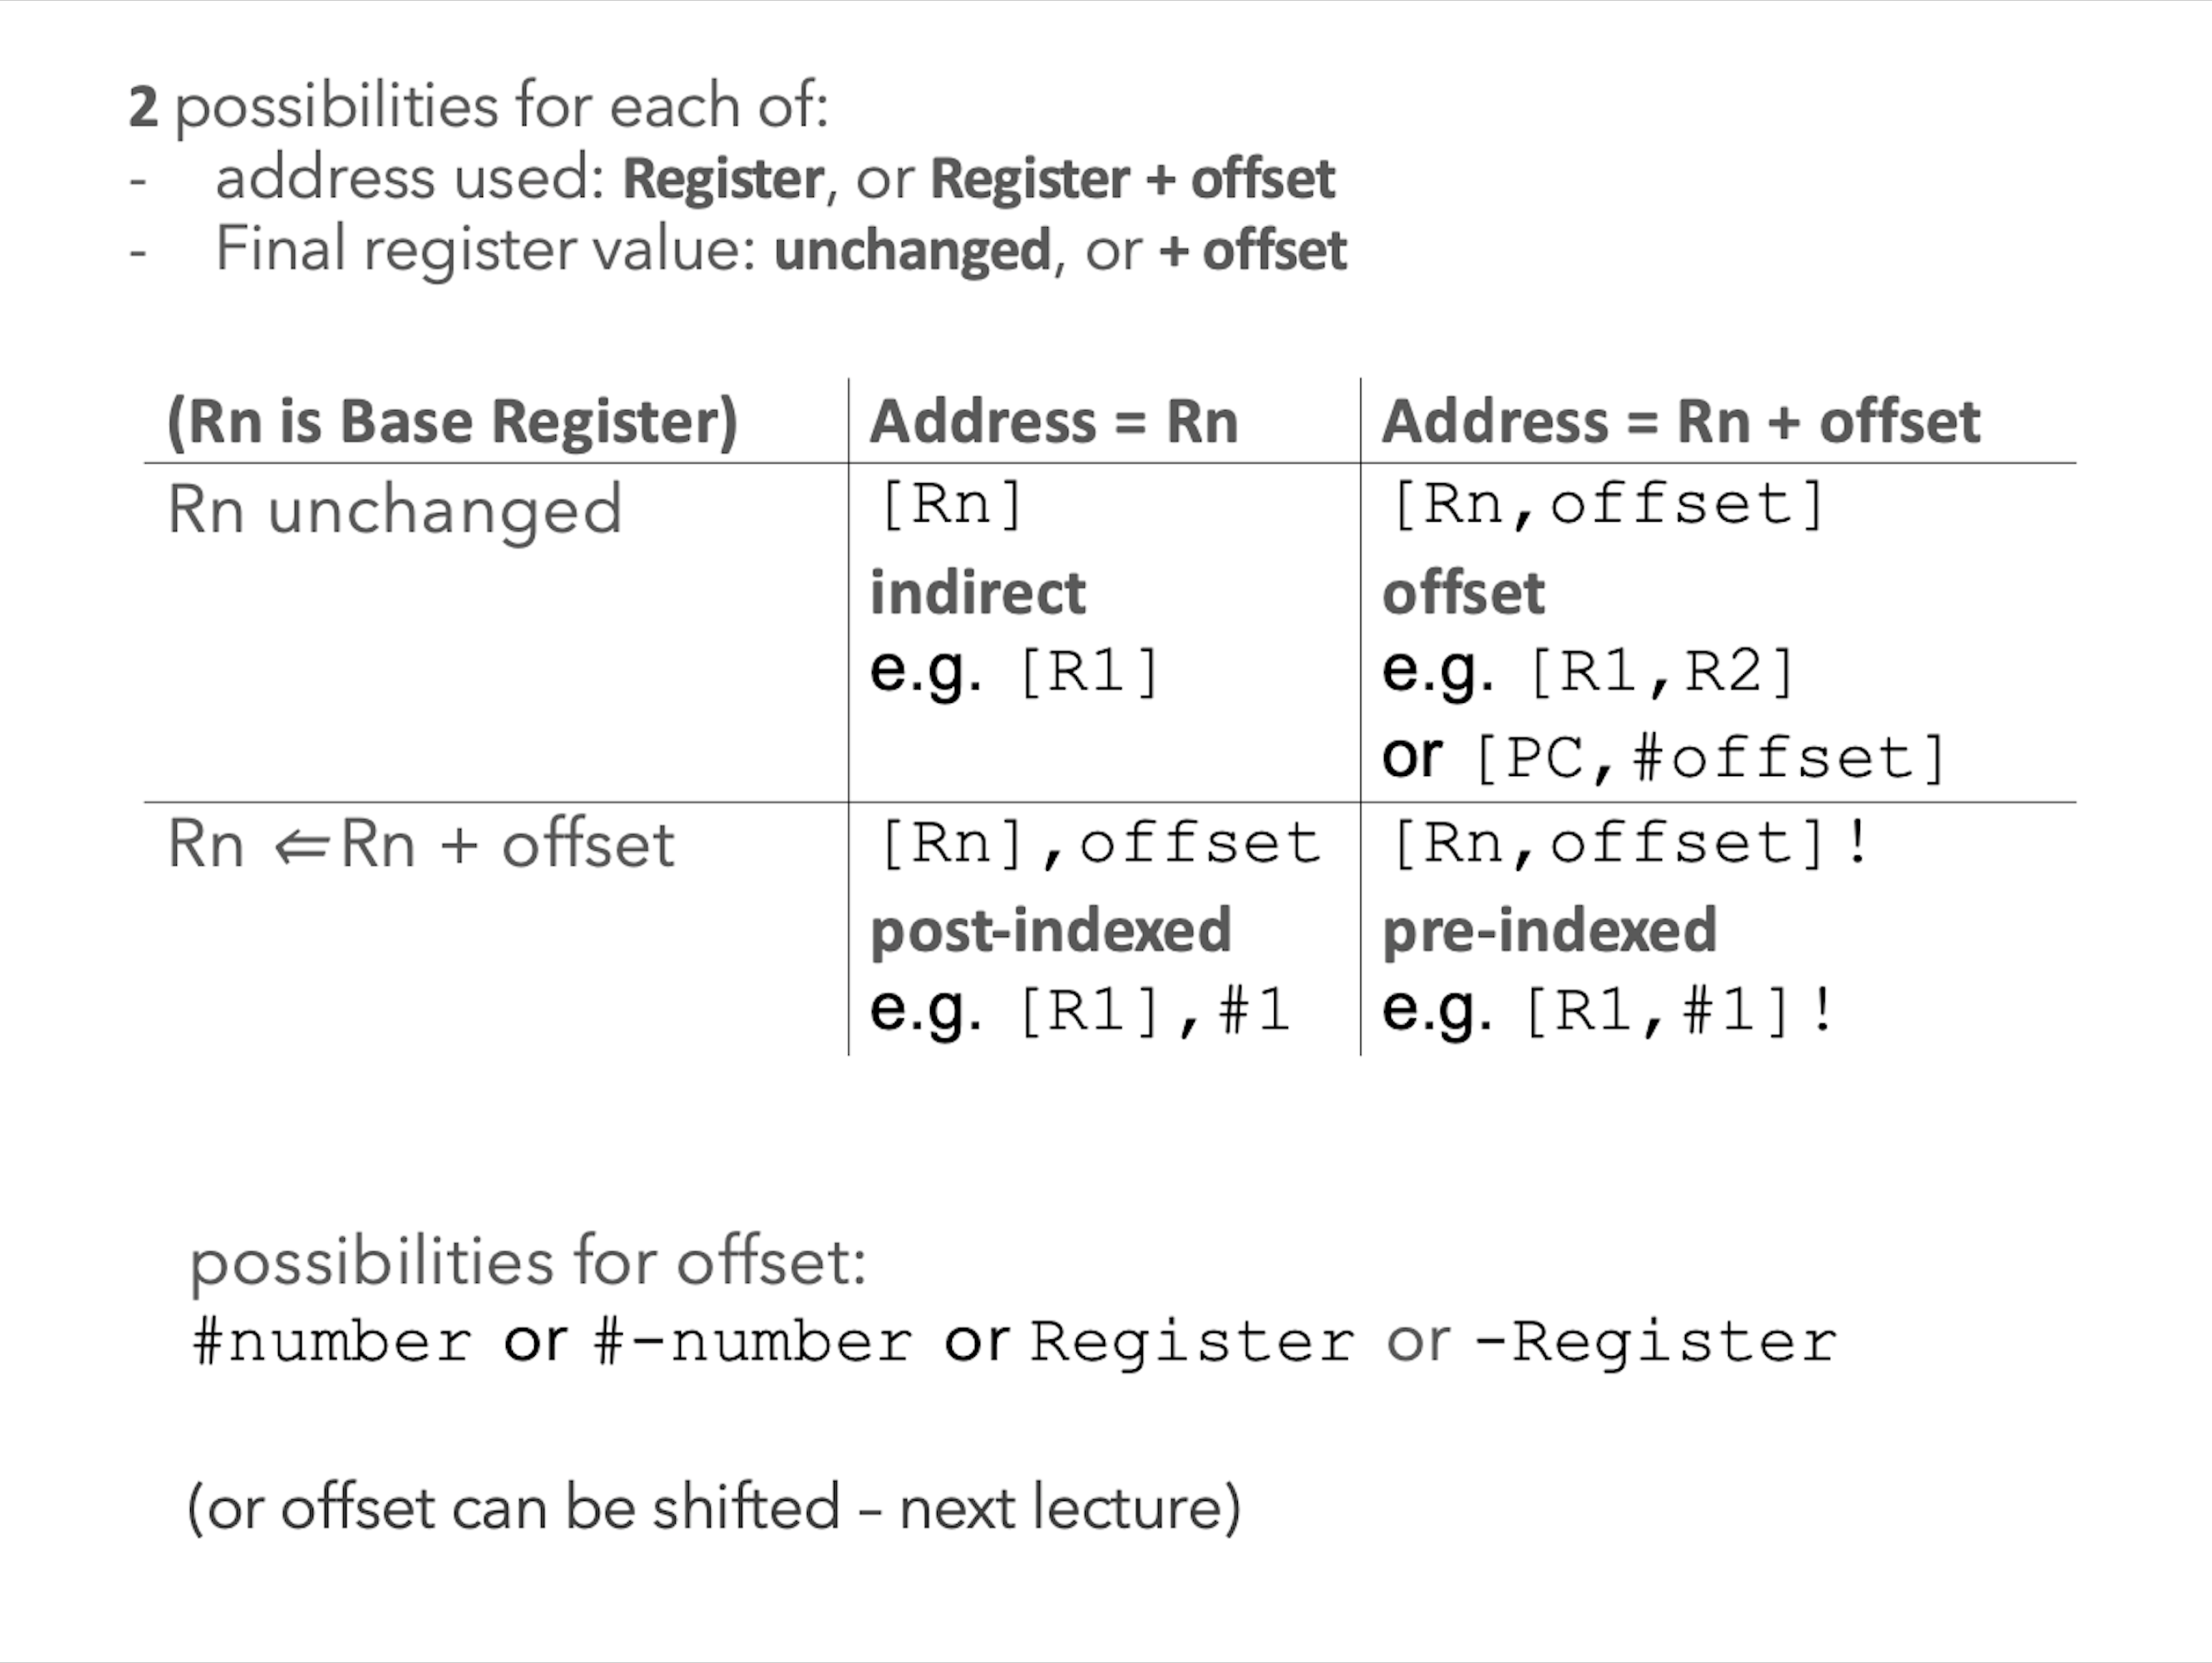 2 possibilities for each of:
- address used: Register, or Register + offset
- Final register value: unchanged, or + offset
(Rn is Base Register) Address = Rn Address = Rn + offset
Rn unchanged [Rn] [Rn,offset]
indirect offset
e.g. [R1] e.g. [R1,R2]
or [PC,#offset]
Rn ⇐ Rn + offset [Rn],offset [Rn,offset]!
post-indexed pre-indexed
e.g. [R1],#1 e.g. [R1,#1]!
possibilities for offset:
#number or #-number or Register or -Register
(or offset can be shifted – next lecture)